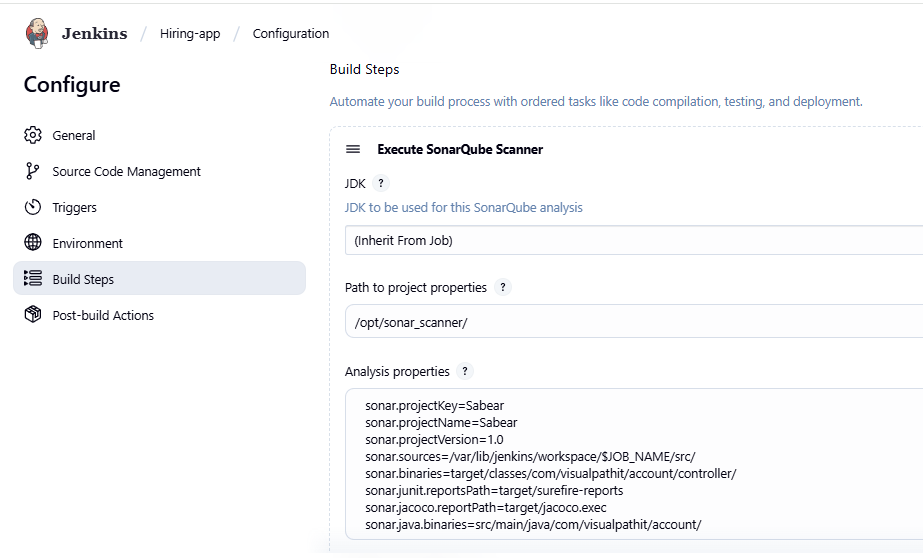 Jenkins / Hiring-app / Configuration
Configure
General
Source Code Management
Triggers
Environment
Build Steps
Post-build Actions
Build Steps
Automate your build process with ordered tasks like code compilation, testing, and deployment.
Execute SonarQube Scanner
JDK ?
JDK to be used for this SonarQube analysis
(Inherit From Job)
Path to project properties ?
/opt/sonar_scanner/
Analysis properties ?
sonar.projectKey=Sabear
sonar.projectName=Sabear
sonar.projectVersion=1.0
sonar.sources=/var/lib/jenkins/workspace/$JOB_NAME/src/
sonar.binaries=target/classes/com/visualpathit/account/controller/
sonar.junit.reportsPath=target/surefire-reports
sonar.jacoco.reportPath=target/jacoco.exec
sonar.java.binaries=src/main/java/com/visualpathit/account/